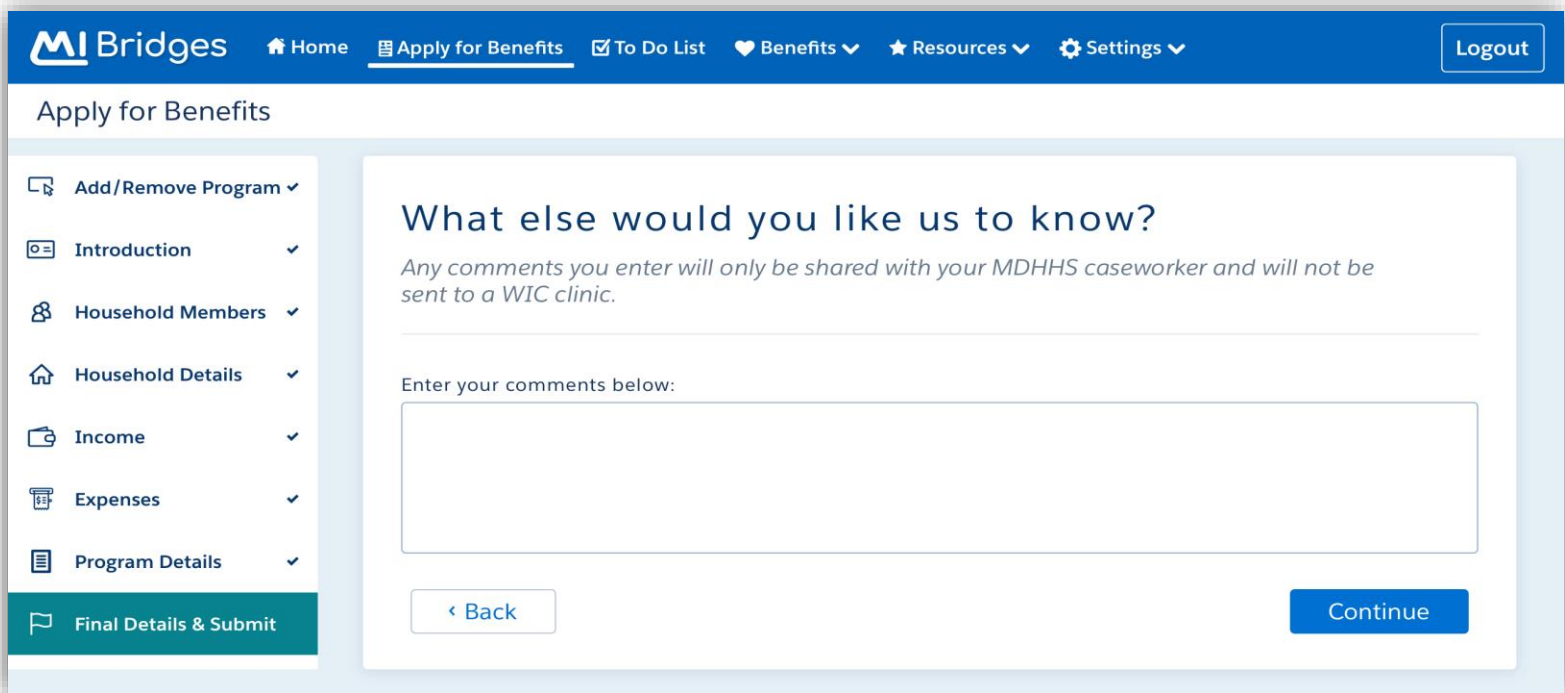 MI Bridges Home Apply for Benefits To Do List Benefits Resources Settings Logout
Apply for Benefits
Add/Remove Program
Introduction
Household Members
Household Details
Income
Expenses
Program Details
Final Details & Submit
What else would you like us to know?
Any comments you enter will only be shared with your MDHHS caseworker and will not be
sent to a WIC clinic.
Enter your comments below:
Back
Continue